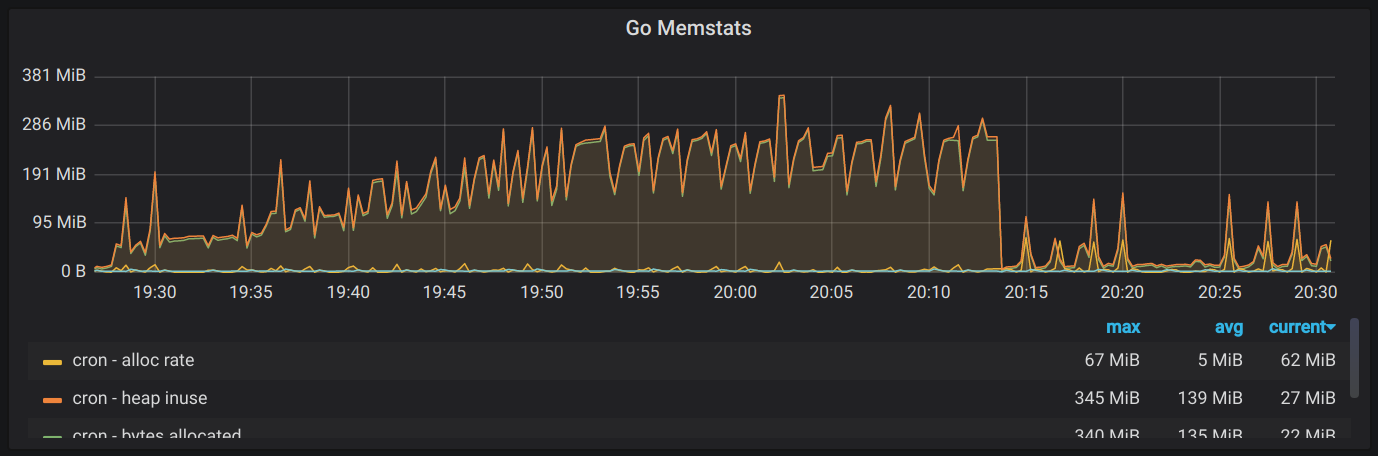 Go Memstats
381 MiB
286 MiB
191 MiB
95 MiB
0 B
19:30 19:35 19:40 19:45 19:50 19:55 20:00 20:05 20:10 20:15 20:20 20:25 20:30
max avg current
cron - alloc rate 67 MiB 5 MiB 62 MiB
cron - heap inuse 345 MiB 139 MiB 27 MiB
cron - bytes allocated 340 MiB 135 MiB 22 MiB